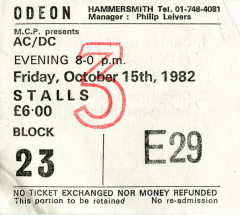 ODEON HAMMERSMITH Tel. 01-748-4081
Manager : Philip Leivers
M.C.P. presents
AC/DC
EVENING 8-0 p.m.
Friday, October 15th, 1982
STALLS
£6·00
3
BLOCK
23 E29
NO TICKET EXCHANGED NOR MONEY REFUNDED
This portion to be retained No re-admission